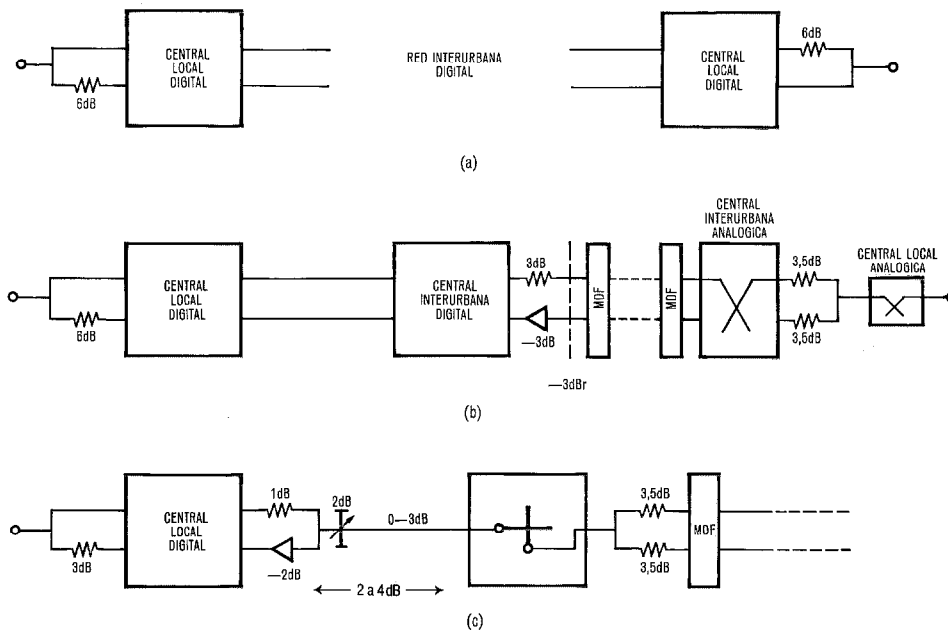 6dB
CENTRAL
LOCAL
DIGITAL
RED INTERURBANA
DIGITAL
CENTRAL
LOCAL
DIGITAL
6dB
(a)
6dB
CENTRAL
LOCAL
DIGITAL
CENTRAL
INTERURBANA
DIGITAL
3dB
—3dB
—3dBr
MDF
MDF
CENTRAL
INTERURBANA
ANALOGICA
3,5dB
3,5dB
CENTRAL LOCAL
ANALOGICA
(b)
3dB
CENTRAL
LOCAL
DIGITAL
1dB
—2dB
2dB
0—3dB
2 a 4dB
3,5dB
3,5dB
MDF
(c)